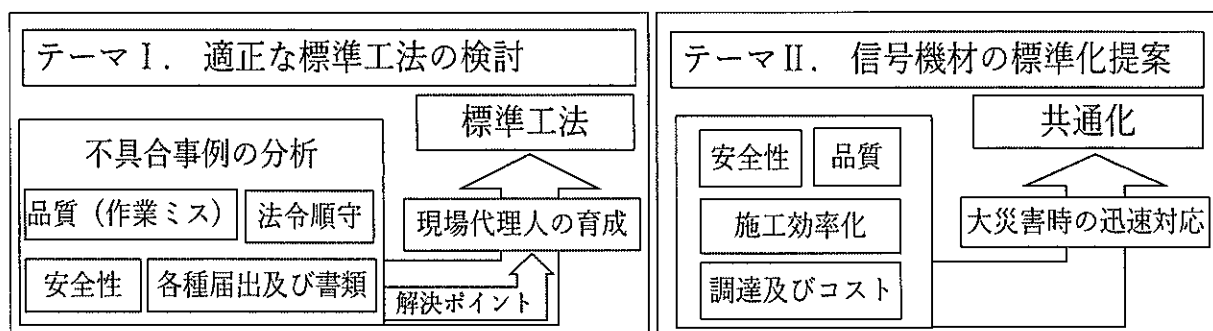 テーマⅠ. 適正な標準工法の検討
標準工法
不具合事例の分析
品質（作業ミス）
法令順守
現場代理人の育成
安全性
各種届出及び書類
解決ポイント
テーマⅡ. 信号機材の標準化提案
共通化
安全性
品質
施工効率化
大災害時の迅速対応
調達及びコスト